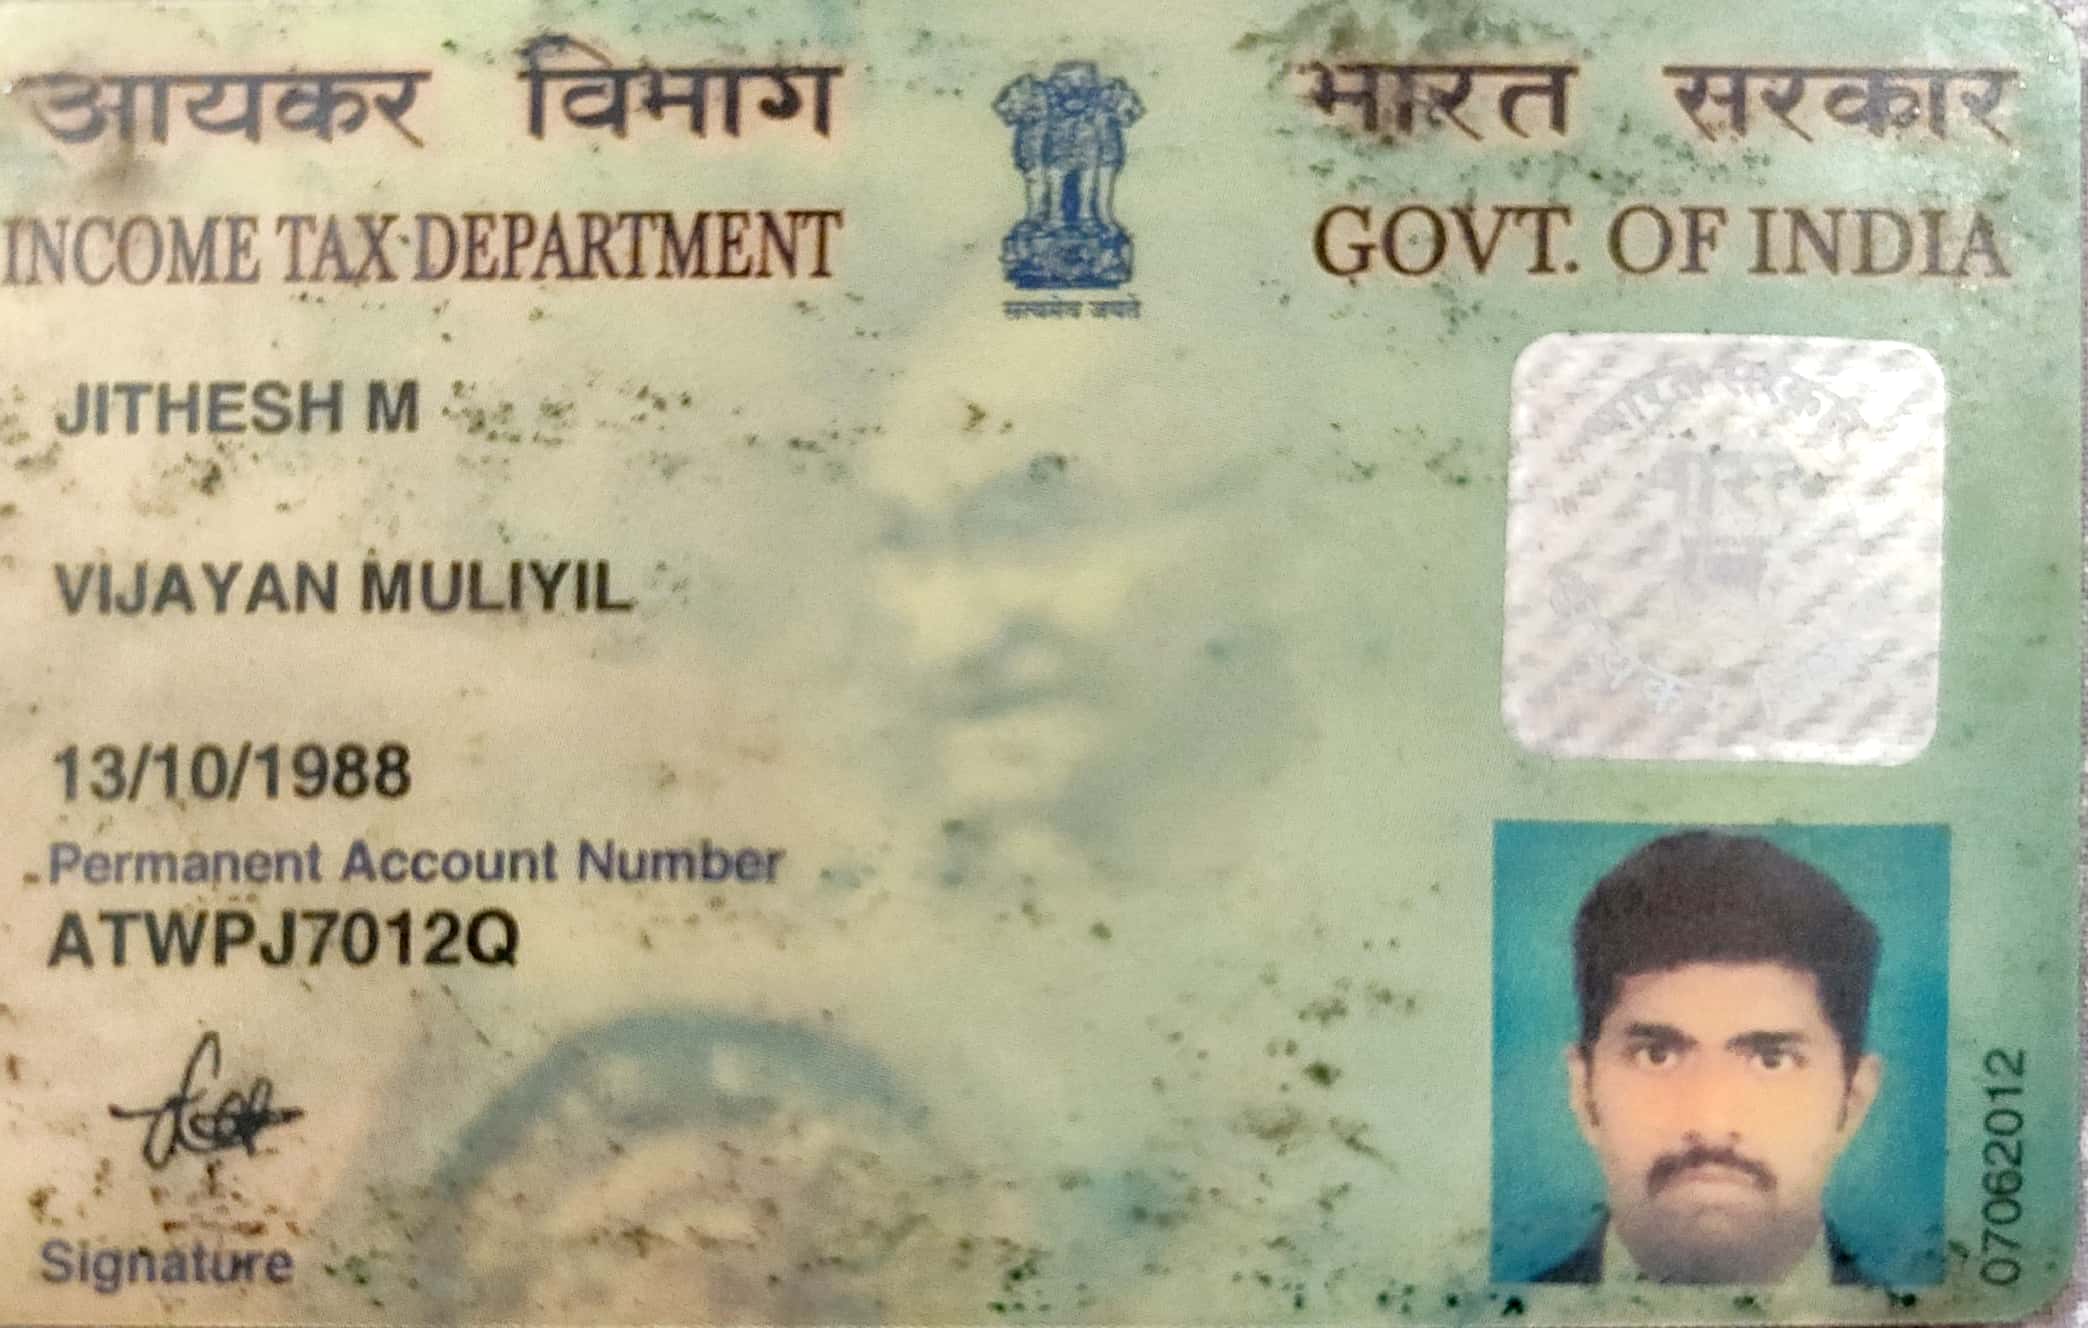 आयकर विभाग
INCOME TAX DEPARTMENT
सत्यमेव जयते
भारत सरकार
GOVT. OF INDIA
JITHESH M
VIJAYAN MULIYIL
13/10/1988
Permanent Account Number
ATWPJ7012Q
Signature
07062012